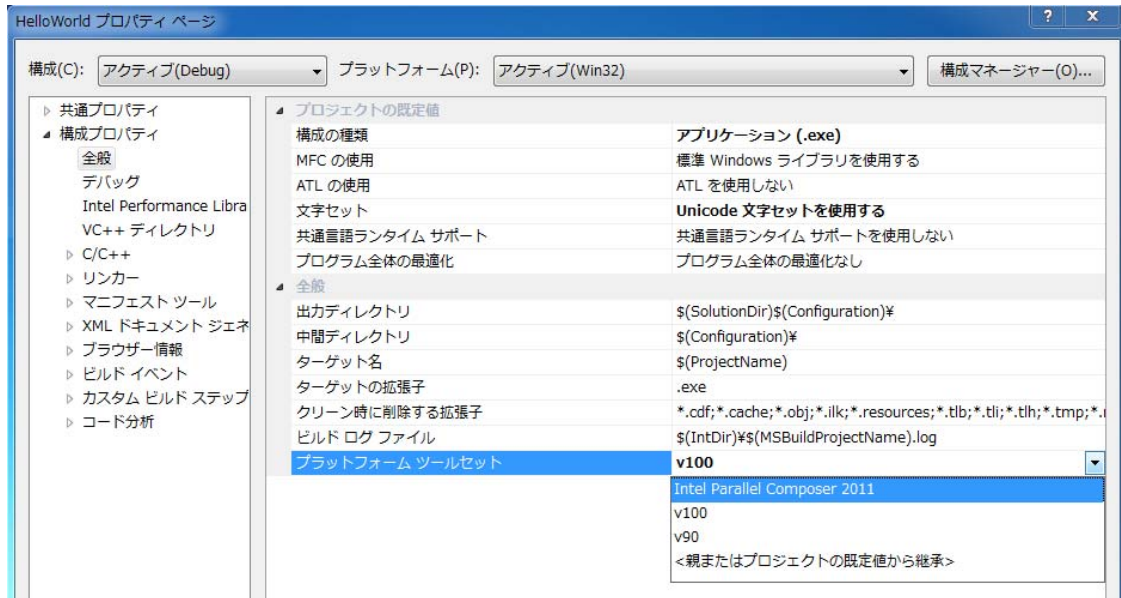 HelloWorld プロパティ ページ
構成(C): アクティブ(Debug) プラットフォーム(P): アクティブ(Win32) 構成マネージャー(O)...
共通プロパティ
構成プロパティ
全般
デバッグ
Intel Performance Libra
VC++ ディレクトリ
C/C++
リンカー
マニフェスト ツール
XML ドキュメント ジェネ
ブラウザー情報
ビルド イベント
カスタム ビルド ステップ
コード分析
プロジェクトの既定値
構成の種類 アプリケーション (.exe)
MFC の使用 標準 Windows ライブラリを使用する
ATL の使用 ATL を使用しない
文字セット Unicode 文字セットを使用する
共通言語ランタイム サポート 共通言語ランタイム サポートを使用しない
プログラム全体の最適化 プログラム全体の最適化なし
全般
出力ディレクトリ $(SolutionDir)$(Configuration)¥
中間ディレクトリ $(Configuration)¥
ターゲット名 $(ProjectName)
ターゲットの拡張子 .exe
クリーン時に削除する拡張子 *.cdf;*.cache;*.obj;*.ilk;*.resources;*.tlb;*.tli;*.tlh;*.tmp;*.
ビルド ログ ファイル $(IntDir)¥$(MSBuildProjectName).log
プラットフォーム ツールセット v100
Intel Parallel Composer 2011
v100
v90
<親またはプロジェクトの既定値から継承>